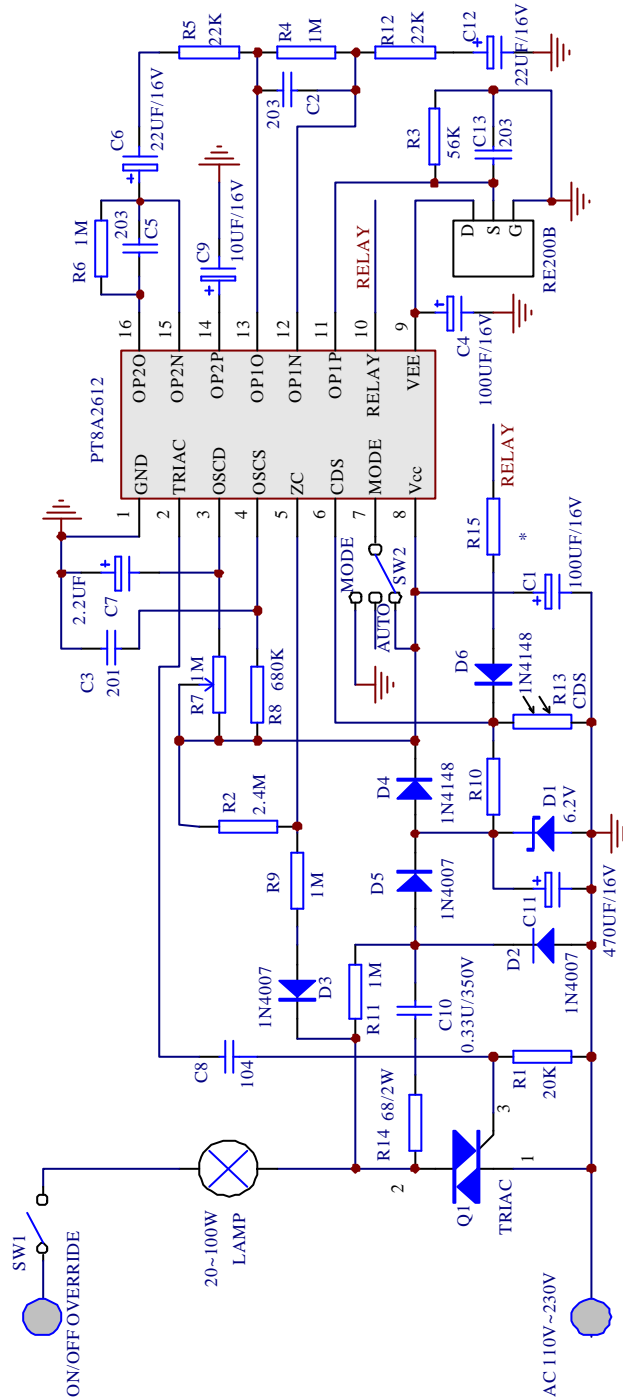 ON/OFF OVERRIDE
SW1
20~100W
LAMP
AC 110V~230V
Q1
TRIAC
1
2
3
R14
68/2W
C8
104
R1
20K
1N4007
D3
R11
1M
C10
0.33U/350V
D2
1N4007
R9
1M
R2
2.4M
D5
1N4007
C11
470UF/16V
D1
6.2V
D4
1N4148
R10
R13
CDS
D6
1N4148
R15
*
RELAY
C1
100UF/16V
C3
201
2.2UF
C7
R7
1M
R8
680K
MODE
AUTO
SW2
PT8A2612
1
GND
2
TRIAC
3
OSCD
4
OSCS
5
ZC
6
CDS
7
MODE
8
Vcc
16
OP2O
15
OP2N
14
OP2P
13
OP1O
12
OP1N
11
OP1P
10
RELAY
9
VEE
R6
1M
203
C5
C6
22UF/16V
C9
10UF/16V
R5
22K
R4
1M
203
C2
R12
22K
C12
22UF/16V
RELAY
R3
56K
C13
203
D
S
G
RE200B
C4
100UF/16V